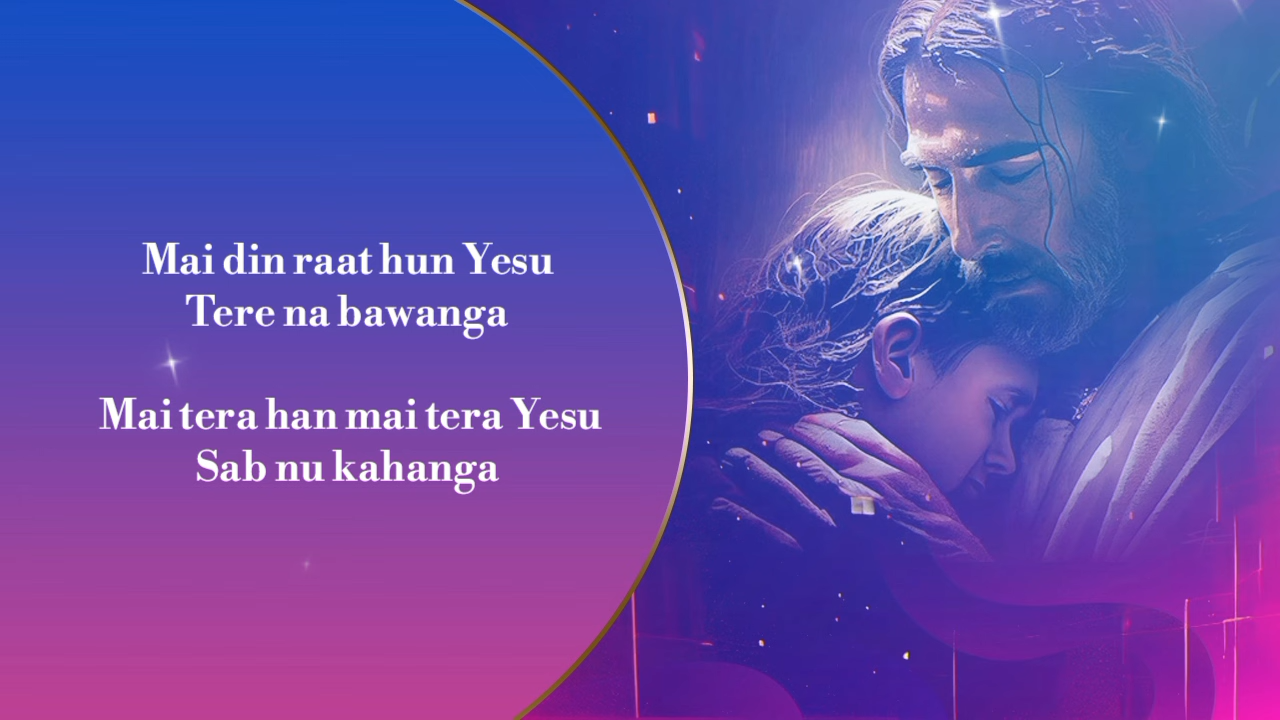 Mai din raat hun Yesu
Tere na bawanga
Mai tera han mai tera Yesu
Sab nu kahanga